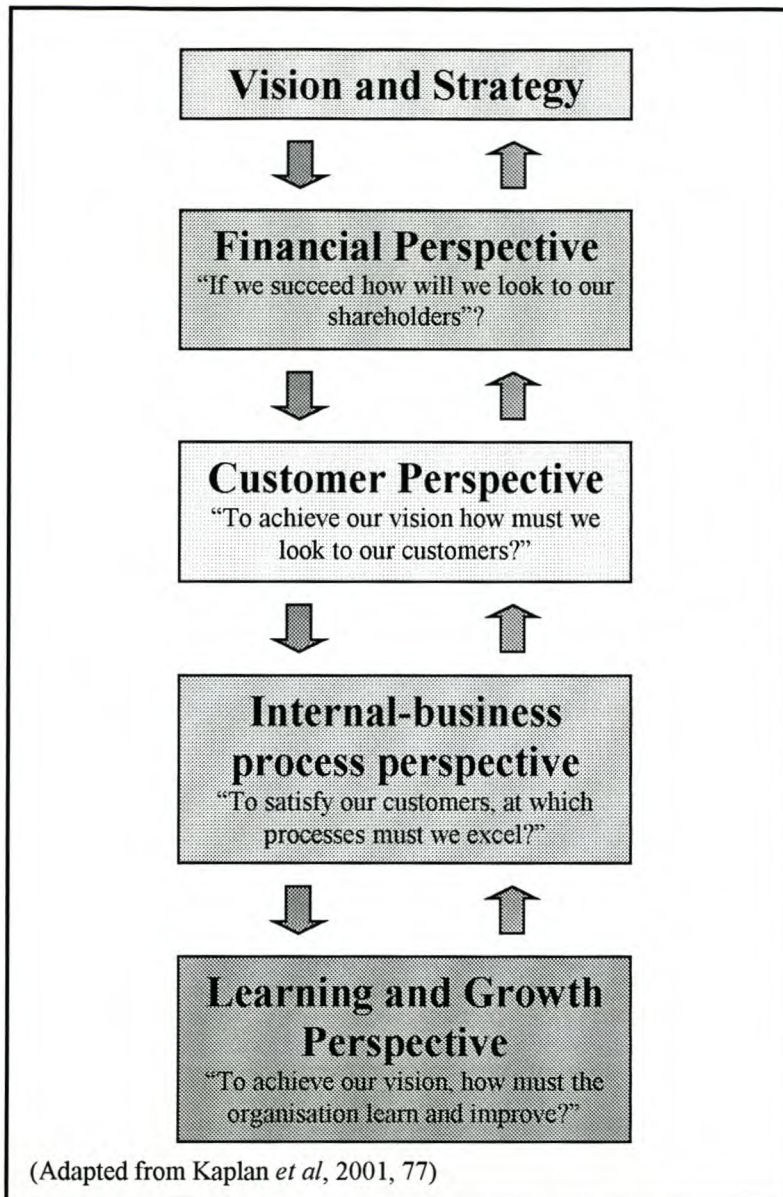 Vision and Strategy
Financial Perspective
“If we succeed how will we look to our
shareholders”?
Customer Perspective
“To achieve our vision how must we
look to our customers?”
Internal-business
process perspective
“To satisfy our customers, at which
processes must we excel?”
Learning and Growth
Perspective
“To achieve our vision, how must the
organisation learn and improve?”
(Adapted from Kaplan et al, 2001, 77)